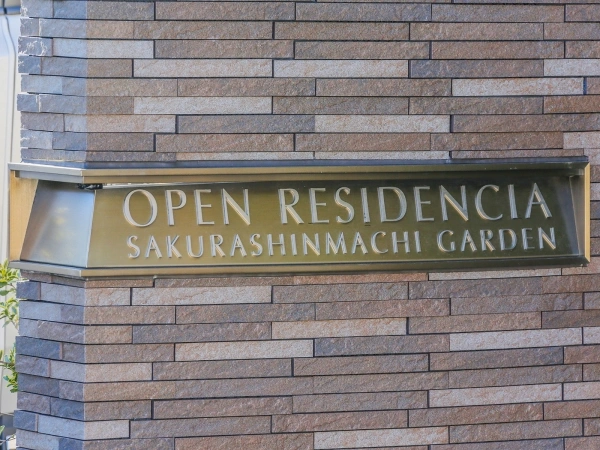 OPEN RESIDENCIA
SAKURASHINMACHI GARDEN